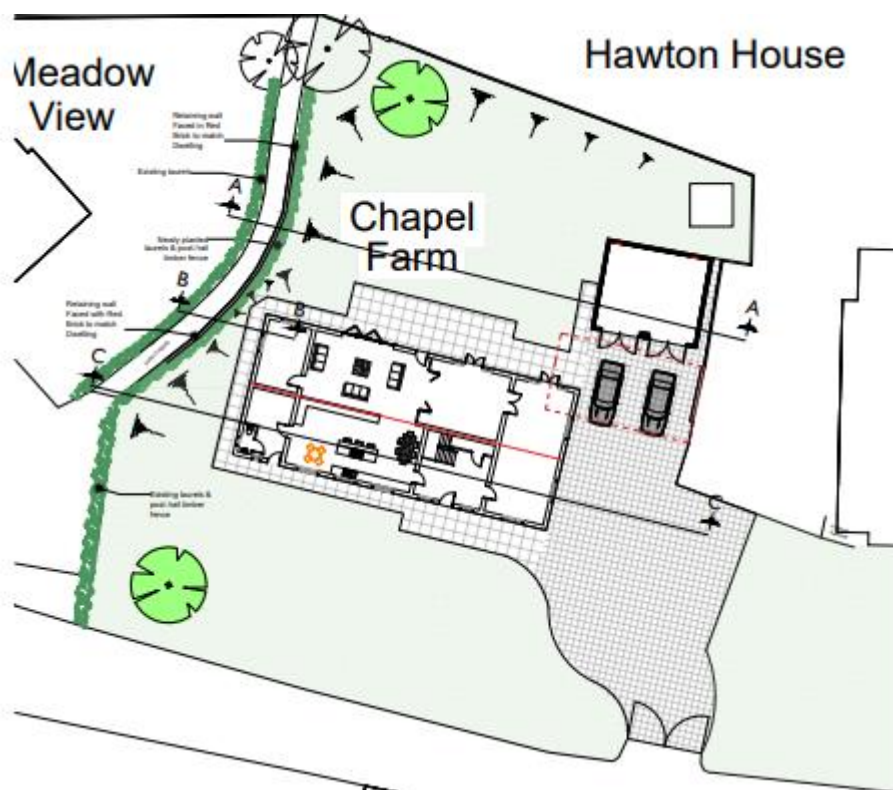 Hawton House
Meadow
View
Retaining wall
Faced in Red
Brick to match
Dwelling
Existing laurels
A
Chapel
Farm
Newly planted
laurels & post/rail
timber fence
B
Retaining wall
Faced with Red
Brick to match
Dwelling
B
A
C
Existing laurels &
post/rail timber
fence
C